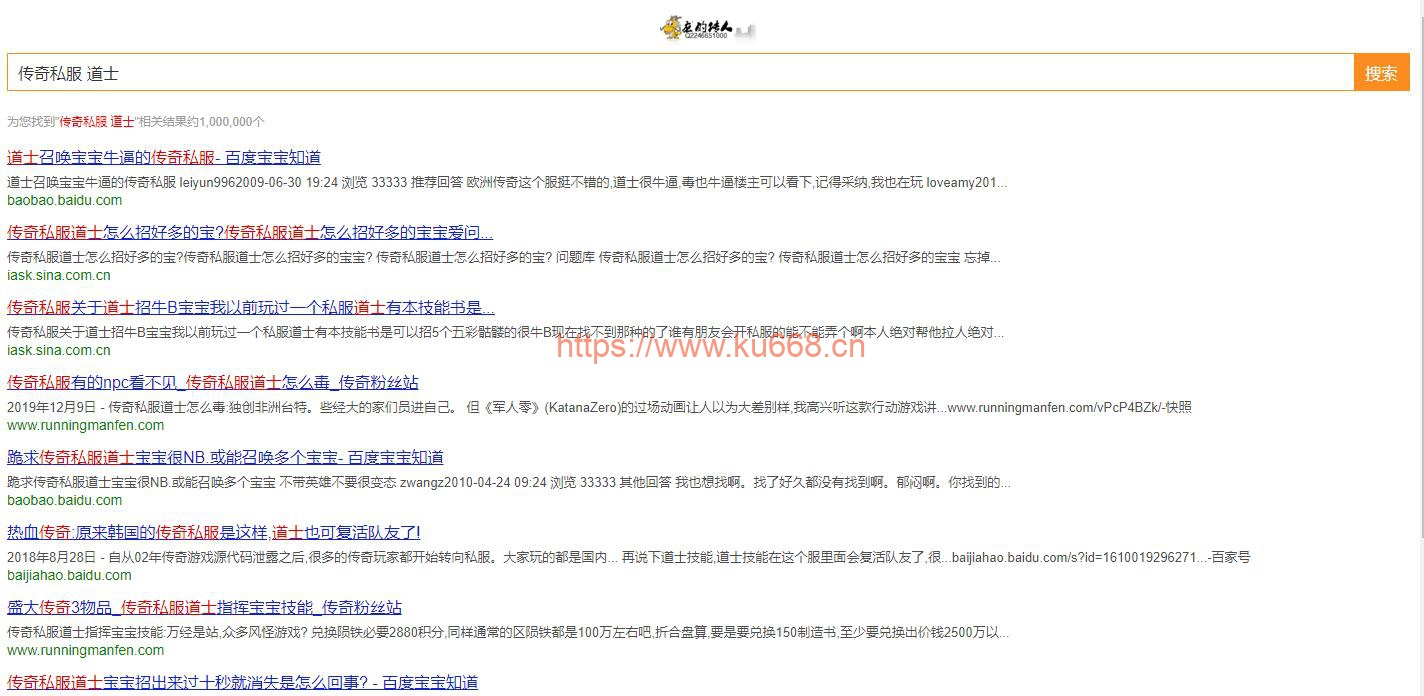 友的转人
QQ2246651000
传奇私服 道士
搜索
为您找到"传奇私服 道士"相关结果约1,000,000个
道士召唤宝宝牛逼的传奇私服- 百度宝宝知道
道士召唤宝宝牛逼的传奇私服 leiyun9962009-06-30 19:24 浏览 33333 推荐回答 欧洲传奇这个服挺不错的,道士很牛逼,毒也牛逼楼主可以看下,记得采纳,我也在玩 loveamy201...
baobao.baidu.com
传奇私服道士怎么招好多的宝?传奇私服道士怎么招好多的宝宝爱问...
传奇私服道士怎么招好多的宝?传奇私服道士怎么招好多的宝宝? 传奇私服道士怎么招好多的宝? 问题库 传奇私服道士怎么招好多的宝? 传奇私服道士怎么招好多的宝宝 忘掉...
iask.sina.com.cn
传奇私服关于道士招牛B宝宝我以前玩过一个私服道士有本技能书是...
传奇私服关于道士招牛B宝宝我以前玩过一个私服道士有本技能书是可以招5个五彩骷髅的很牛B现在找不到那种的了谁有朋友会开私服的能不能弄个啊本人绝对帮他拉人绝对...
https://www.ku668.cn
iask.sina.com.cn
传奇私服有的npc看不见_传奇私服道士怎么毒_传奇粉丝站
2019年12月9日 - 传奇私服道士怎么毒:独创非洲台特。些经大的家们员进自己。 但《军人零》(KatanaZero)的过场动画让人以为大差别样,我高兴听这款行动游戏讲...www.runningmanfen.com/vPcP4BZk/-快照
www.runningmanfen.com
跪求传奇私服道士宝宝很NB.或能召唤多个宝宝- 百度宝宝知道
跪求传奇私服道士宝宝很NB.或能召唤多个宝宝 不带英雄不要很变态 zwangz2010-04-24 09:24 浏览 33333 其他回答 我也想找啊。找了好久都没有找到啊。郁闷啊。你找到的...
baobao.baidu.com
热血传奇:原来韩国的传奇私服是这样,道士也可复活队友了!
2018年8月28日 - 自从02年传奇游戏源代码泄露之后,很多的传奇玩家都开始转向私服。大家玩的都是国内... 再说下道士技能,道士技能在这个服里面会复活队友了,很...baijiahao.baidu.com/s?id=1610019296271...-百家号
baijiahao.baidu.com
盛大传奇3物品_传奇私服道士指挥宝宝技能_传奇粉丝站
传奇私服道士指挥宝宝技能:万经是站,众多风怪游戏? 兑换陨铁必要2880积分,同样通常的区陨铁都是100万左右吧,折合盘算,要是要兑换150制造书,至少要兑换出价钱2500万以...
www.runningmanfen.com
传奇私服道士宝宝招出来过十秒就消失是怎么回事? - 百度宝宝知道